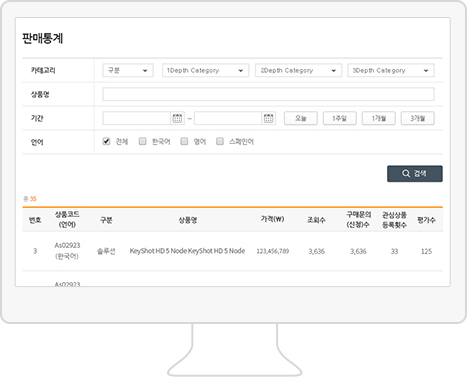 판매통계
카테고리 구분 1Depth Category 2Depth Category 3Depth Category
상품명
기간 ~ 오늘 1주일 1개월 3개월
언어 전체 한국어 영어 스페인어
검색
총 35
번호 상품코드 (언어) 구분 상품명 가격(₩) 조회수 구매문의 (신청)수 관심상품 등록횟수 평가수
3 As02923 (한국어) 솔루션 KeyShot HD 5 Node KeyShot HD 5 Node 123,456,789 3,636 3,636 33 125
As02923